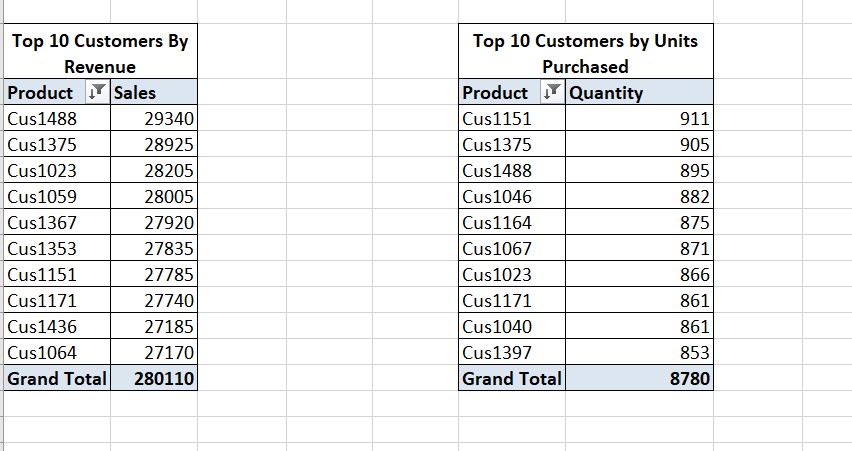 Top 10 Customers By
Revenue
Product Sales
Cus1488 29340
Cus1375 28925
Cus1023 28205
Cus1059 28005
Cus1367 27920
Cus1353 27835
Cus1151 27785
Cus1171 27740
Cus1436 27185
Cus1064 27170
Grand Total 280110
Top 10 Customers by Units
Purchased
Product Quantity
Cus1151 911
Cus1375 905
Cus1488 895
Cus1046 882
Cus1164 875
Cus1067 871
Cus1023 866
Cus1171 861
Cus1040 861
Cus1397 853
Grand Total 8780